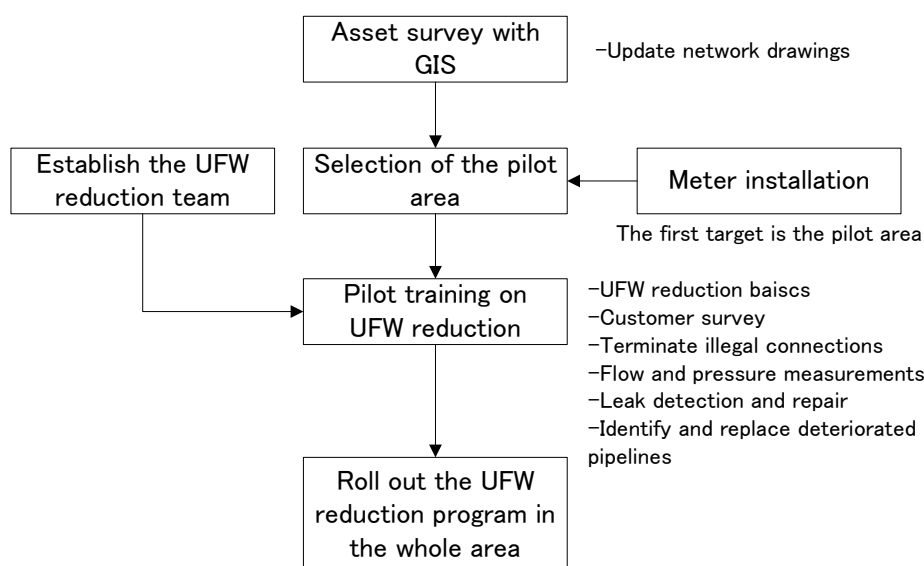 Asset survey with
GIS
-Update network drawings
Establish the UFW
reduction team
Selection of the pilot
area
Meter installation
The first target is the pilot area
Pilot training on
UFW reduction
-UFW reduction baiscs
-Customer survey
-Terminate illegal connections
-Flow and pressure measurements
-Leak detection and repair
-Identify and replace deteriorated
pipelines
Roll out the UFW
reduction program in
the whole area